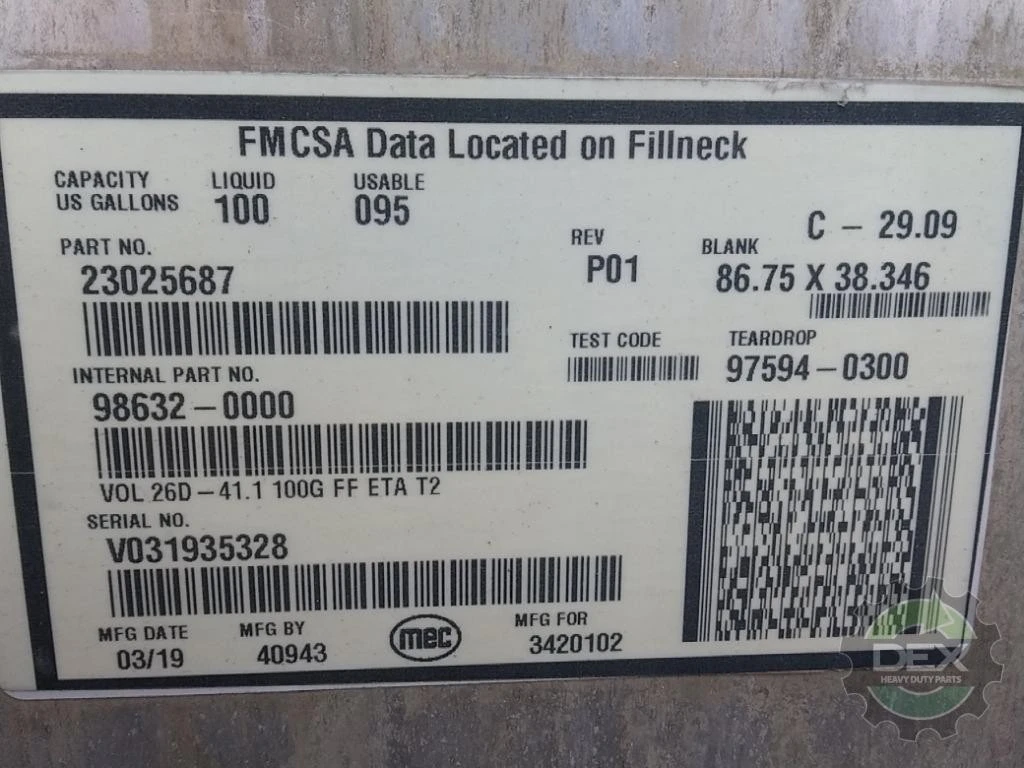 FMCSA Data Located on Fillneck
CAPACITY US GALLONS
LIQUID 100
USABLE 095
C - 29.09
PART NO.
23025687
REV
P01
BLANK
86.75 X 38.346
INTERNAL PART NO.
98632-0000
TEST CODE
TEARDROP
97594-0300
VOL 26D-41.1 100G FF ETA T2
SERIAL NO.
V031935328
MFG DATE
03/19
MFG BY
40943
mec
MFG FOR
3420102
DEX
HEAVY DUTY PARTS